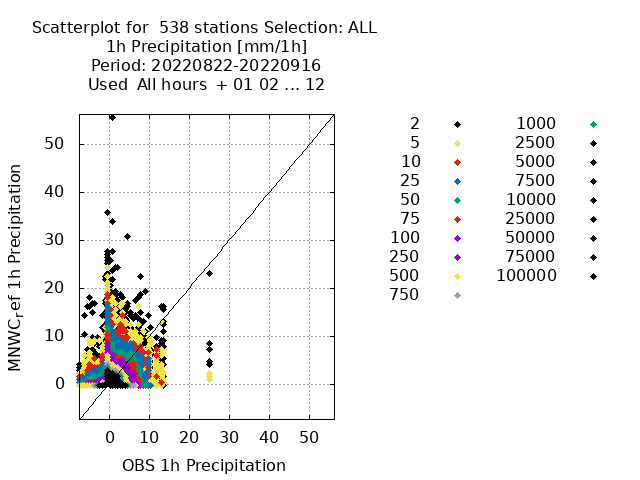 Scatterplot for  538 stations Selection: ALL
1h Precipitation [mm/1h]
Period: 20220822-20220916
Used  All hours  + 01 02 ... 12
50
40
30
20
10
0
MNWC_ref 1h Precipitation
0 10 20 30 40 50
OBS 1h Precipitation
2 1000
5 2500
10 5000
25 7500
50 10000
75 25000
100 50000
250 75000
500 100000
750